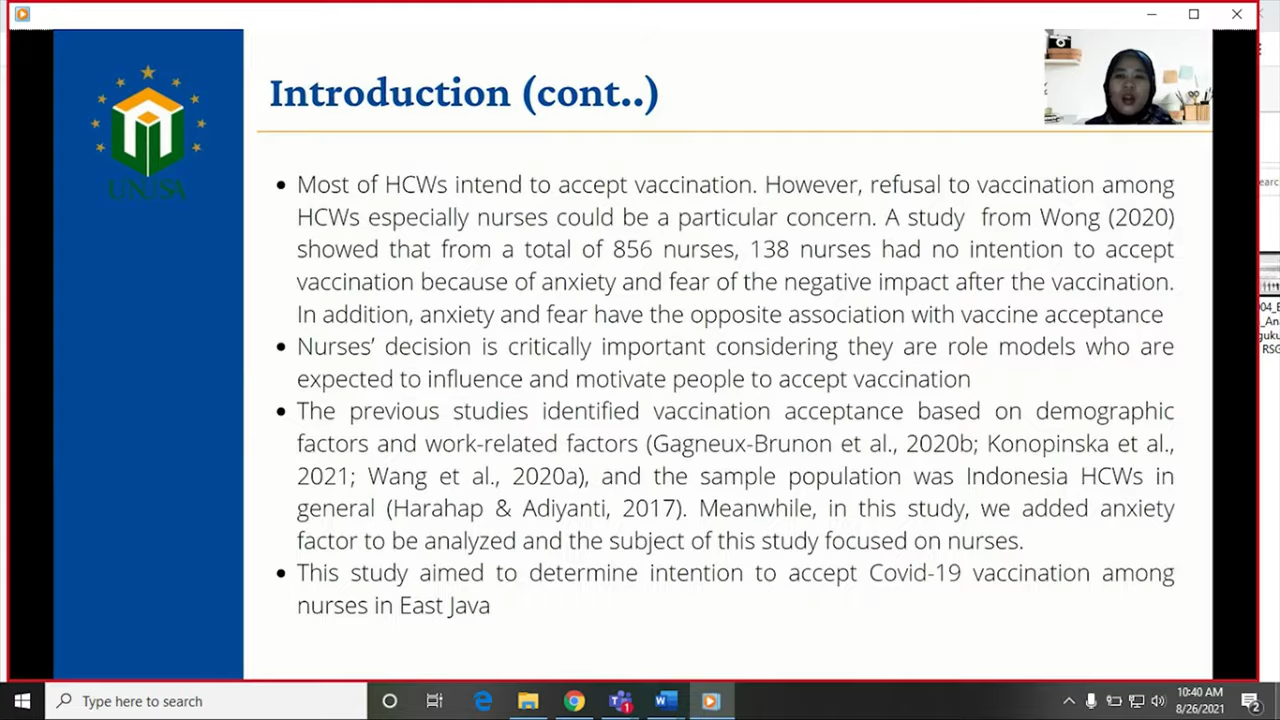 Introduction (cont..)
UNUSA
• Most of HCWs intend to accept vaccination. However, refusal to vaccination among
HCWs especially nurses could be a particular concern. A study from Wong (2020)
showed that from a total of 856 nurses, 138 nurses had no intention to accept
vaccination because of anxiety and fear of the negative impact after the vaccination.
In addition, anxiety and fear have the opposite association with vaccine acceptance
• Nurses’ decision is critically important considering they are role models who are
expected to influence and motivate people to accept vaccination
• The previous studies identified vaccination acceptance based on demographic
factors and work-related factors (Gagneux-Brunon et al., 2020b; Konopinska et al.,
2021; Wang et al., 2020a), and the sample population was Indonesia HCWs in
general (Harahap & Adiyanti, 2017). Meanwhile, in this study, we added anxiety
factor to be analyzed and the subject of this study focused on nurses.
• This study aimed to determine intention to accept Covid-19 vaccination among
nurses in East Java
earc
04_E
_An
guku
RSG
Type here to search
1
10:40 AM
8/26/2021
2